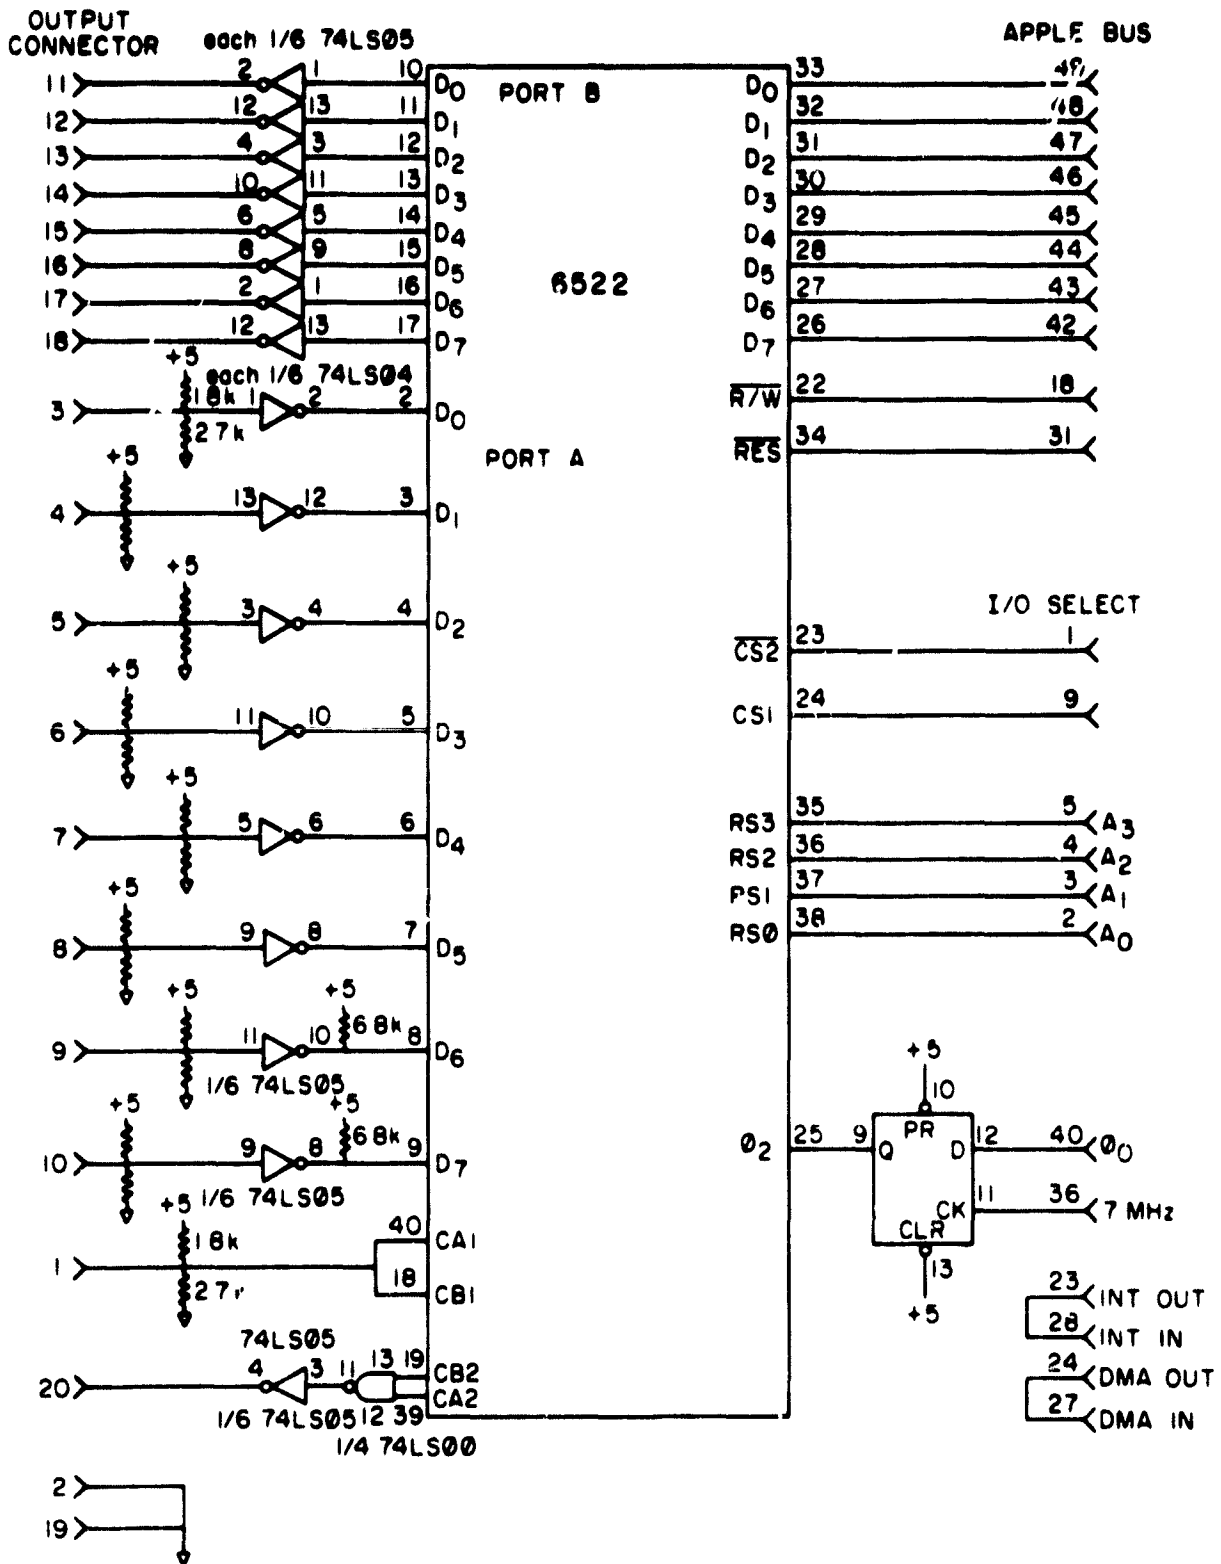 OUTPUT CONNECTOR
each 1/6 74LS05
APPLE BUS
11 2 1 10 D0 PORT B D0 33 49
12 12 13 11 D1 D1 32 48
13 4 3 12 D2 D2 31 47
14 10 11 13 D3 D3 30 46
15 6 5 14 D4 D4 29 45
16 8 9 15 D5 6522 D5 28 44
17 2 1 16 D6 D6 27 43
18 12 13 17 D7 D7 26 42
+5
each 1/6 74LS04
3 18k 1 2 2 D0 R/W 22 18
27k
+5
PORT A
RES 34 31
4 13 12 3 D1
+5
5 3 4 4 D2
I/O SELECT
CS2 23 1
+5
6 11 10 5 D3 CS1 24 9
+5
7 5 6 6 D4 RS3 35 5 A3
RS2 36 4 A2
+5
PS1 37 3 A1
8 9 8 7 D5 RS0 38 2 A0
+5 +5
68k
9 11 10 8 D6
1/6 74LS05
+5 +5
68k
10 9 8 9 D7
1/6 74LS05
+5
10
PR
Ø2 25 9 Q D 12 40 Ø0
CK 11 36 7 MHz
CLR
13
+5
+5
18k
40 CA1
1
27
18 CB1
23 INT OUT
28 INT IN
24 DMA OUT
27 DMA IN
74LS05
20 4 3 11 13 19 CB2
12 39 CA2
1/6 74LS05
1/4 74LS00
2
19